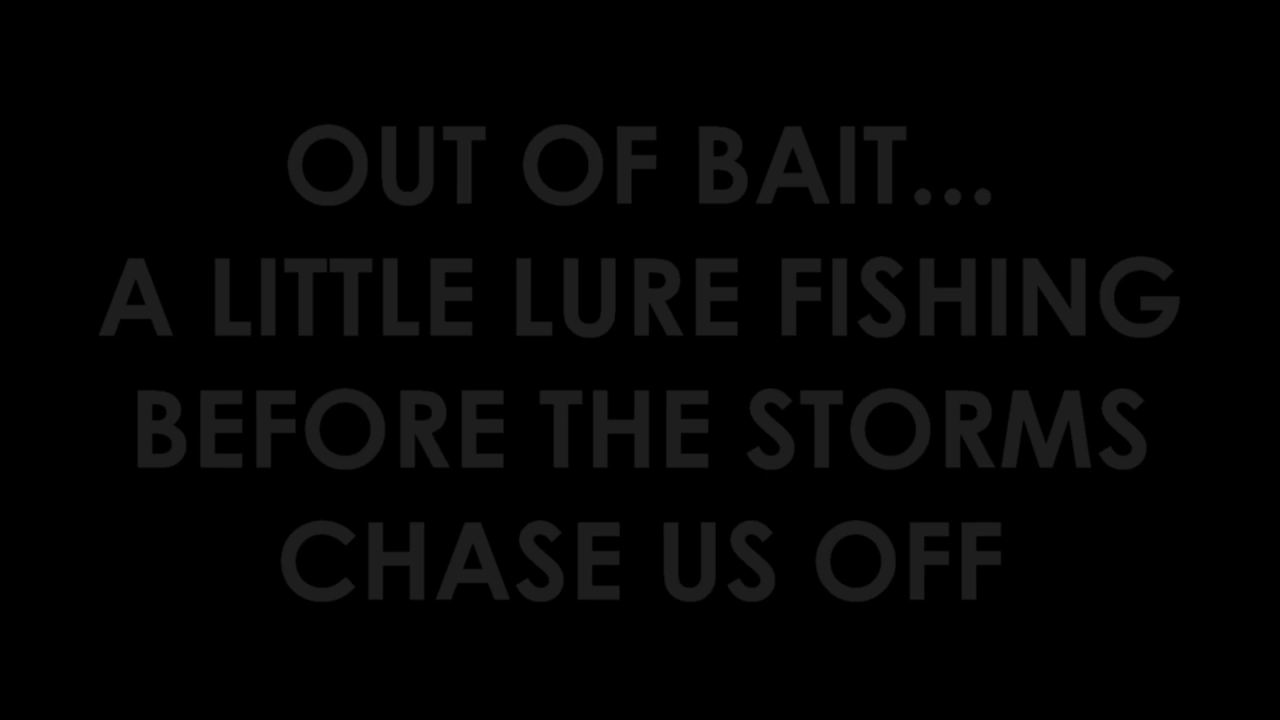 OUT OF BAIT...
A LITTLE LURE FISHING
BEFORE THE STORMS
CHASE US OFF